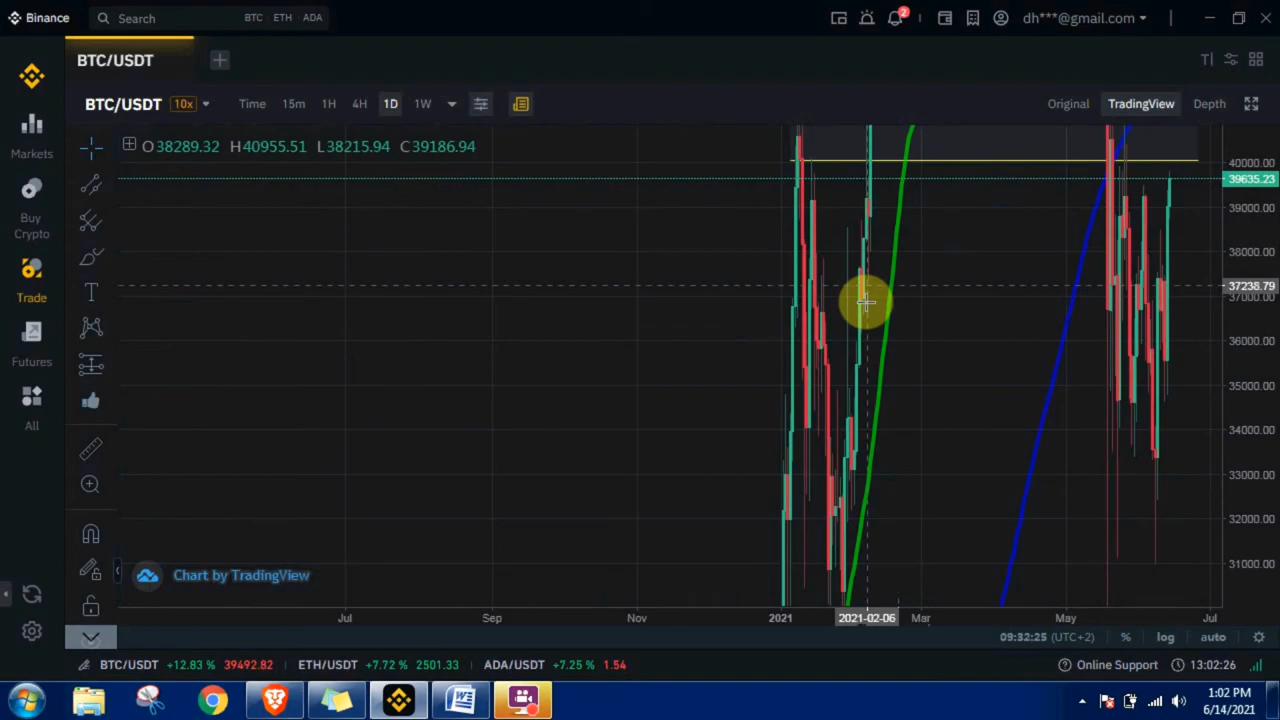 Binance Search BTC ETH ADA 2 dh***@gmail.com
BTC/USDT
BTC/USDT 10x Time 15m 1H 4H 1D 1W Original TradingView Depth
O38289.32 H40955.51 L38215.94 C39186.94
Markets
Buy
Crypto
Trade
Futures
All
40000.00
39635.23
39000.00
38000.00
37238.79
37000.00
36000.00
35000.00
34000.00
33000.00
32000.00
31000.00
Chart by TradingView
Jul Sep Nov 2021 2021-02-06 Mar May Jul
09:32:25 (UTC+2) % log auto
BTC/USDT +12.83 % 39492.82 ETH/USDT +7.72 % 2501.33 ADA/USDT +7.25 % 1.54 Online Support 13:02:26
1:02 PM
6/14/2021